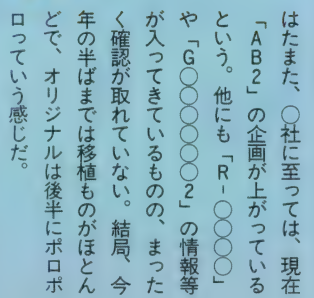 はたまた、○社に至っては、現在
「ＡＢ２」の企画が上がっている
という。他にも「Ｒ−○○○○」
や「Ｇ○○○○○２」の情報等
が入ってきているものの、まった
く確認が取れていない。結局、今
年の半ばまでは移植ものがほとん
どで、オリジナルは後半にポロポ
ロっていう感じだ。